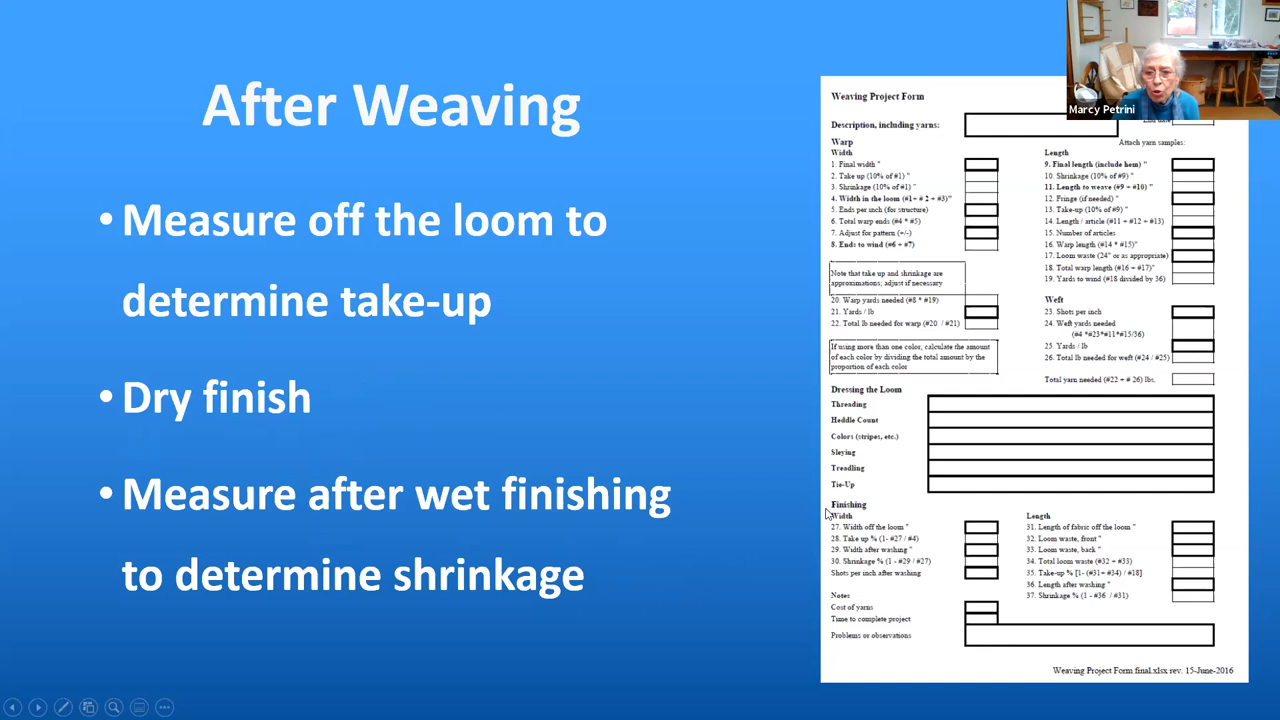 After Weaving
• Measure off the loom to
determine take-up
• Dry finish
• Measure after wet finishing
to determine shrinkage
Marcy Petrini
Weaving Project Form
Description, including yarns:
Attach yarn samples:
Warp
Width
1. Final width "
2. Take up (10% of #1) "
3. Shrinkage (10% of #1) "
4. Width in the loom (#1+ # 2 + #3)"
5. Ends per inch (for structure)
6. Total warp ends (#4 * #5)
7. Adjust for pattern (+/-)
8. Ends to wind (#6 + #7)
Note that take up and shrinkage are
approximations; adjust if necessary
20. Warp yards needed (#8 * #19)
21. Yards / lb
22. Total lb needed for warp (#20 / #21)
If using more than one color, calculate the amount
of each color by dividing the total amount by the
proportion of each color
Length
9. Final length (include hem) "
10. Shrinkage (10% of #9) "
11. Length to weave (#9 + #10) "
12. Fringe (if needed) "
13. Take-up (10% of #9) "
14. Length / article (#11 + #12 + #13)
15. Number of articles
16. Warp length (#14 * #15)"
17. Loom waste (24" or as appropriate)
18. Total warp length (#16 + #17)"
19. Yards to wind (#18 divided by 36)
Weft
23. Shots per inch
24. Weft yards needed
(#4 *#23*#11*#15/36)
25. Yards / lb
26. Total lb needed for weft (#24 / #25)
Total yarn needed (#22 + # 26) lbs.
Dressing the Loom
Threading
Heddle Count
Colors (stripes, etc.)
Sleying
Treadling
Tie-Up
Finishing
Width
27. Width off the loom "
28. Take up % (1- #27 / #4)
29. Width after washing "
30. Shrinkage % (1 - #29 / #27)
Shots per inch after washing
Length
31. Length of fabric off the loom "
32. Loom waste, front "
33. Loom waste, back "
34. Total loom waste (#32 + #33)
35. Take-up % [1- (#31+ #34) / #18]
36. Length after washing "
37. Shrinkage % (1 - #36 / #31)
Notes
Cost of yarns
Time to complete project
Problems or observations
Weaving Project Form final.xlsx rev. 15-June-2016